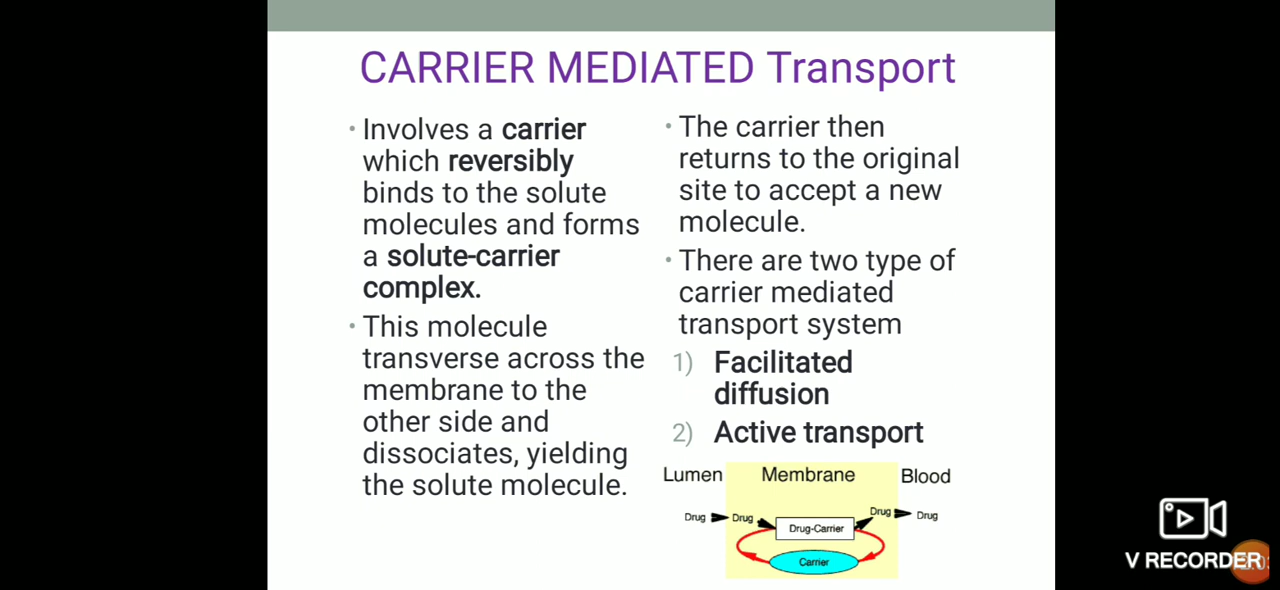 CARRIER MEDIATED Transport
• Involves a carrier
which reversibly
binds to the solute
molecules and forms
a solute-carrier
complex.
• This molecule
transverse across the
membrane to the
other side and
dissociates, yielding
the solute molecule.
• The carrier then
returns to the original
site to accept a new
molecule.
• There are two type of
carrier mediated
transport system
1) Facilitated
diffusion
2) Active transport
Lumen Membrane Blood
Drug Drug Drug-Carrier Drug Drug
Carrier
V RECORDER